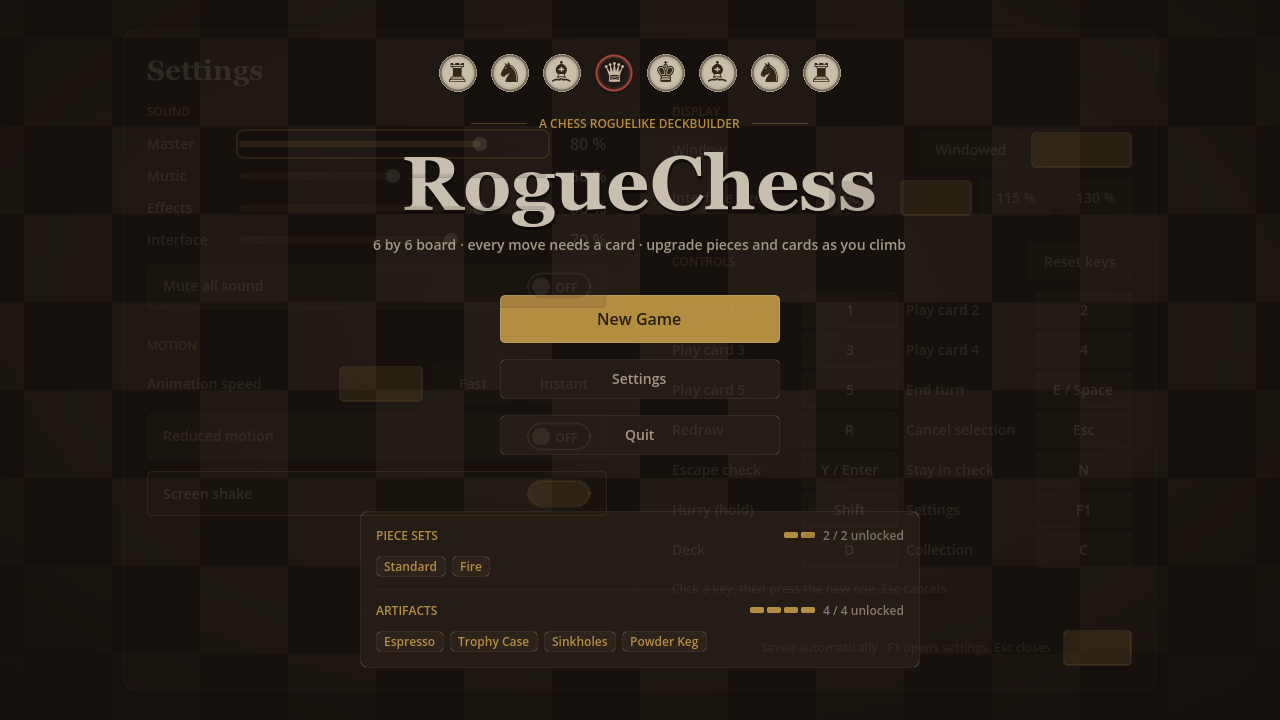 A CHESS ROGUELIKE DECKBUILDER
RogueChess
6 by 6 board · every move needs a card · upgrade pieces and cards as you climb
New Game
Settings
Quit
PIECE SETS
2 / 2 unlocked
Standard
Fire
ARTIFACTS
4 / 4 unlocked
Espresso
Trophy Case
Sinkholes
Powder Keg
Settings
SOUND
Master
80 %
Music
Effects
Interface
70 %
Mute all sound
OFF
MOTION
Animation speed
Fast
Instant
Reduced motion
OFF
Screen shake
DISPLAY
Window
Windowed
115 %
130 %
CONTROLS
Reset keys
1
Play card 2
2
Play card 3
3
Play card 4
4
Play card 5
5
End turn
E / Space
Redraw
R
Cancel selection
Esc
Escape check
Y / Enter
Stay in check
N
Hurry (hold)
Shift
Settings
F1
Deck
D
Collection
C
Click a key, then press the new one. Esc cancels.
Saved automatically · F1 opens settings, Esc closes